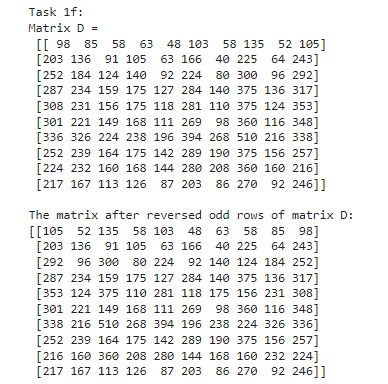 Task 1f:
Matrix D =
[[ 98 85 58 63 48 103 58 135 52 105]
[203 136 91 105 63 166 40 225 64 243]
[252 184 124 140 92 224 80 300 96 292]
[287 234 159 175 127 284 140 375 136 317]
[308 231 156 175 118 281 110 375 124 353]
[301 221 149 168 111 269 98 360 116 348]
[336 326 224 238 196 394 268 510 216 338]
[252 239 164 175 142 289 190 375 156 257]
[224 232 160 168 144 280 208 360 160 216]
[217 167 113 126 87 203 86 270 92 246]]
The matrix after reversed odd rows of matrix D:
[[105 52 135 58 103 48 63 58 85 98]
[203 136 91 105 63 166 40 225 64 243]
[292 96 300 80 224 92 140 124 184 252]
[287 234 159 175 127 284 140 375 136 317]
[353 124 375 110 281 118 175 156 231 308]
[301 221 149 168 111 269 98 360 116 348]
[338 216 510 268 394 196 238 224 326 336]
[252 239 164 175 142 289 190 375 156 257]
[216 160 360 208 280 144 168 160 232 224]
[217 167 113 126 87 203 86 270 92 246]]